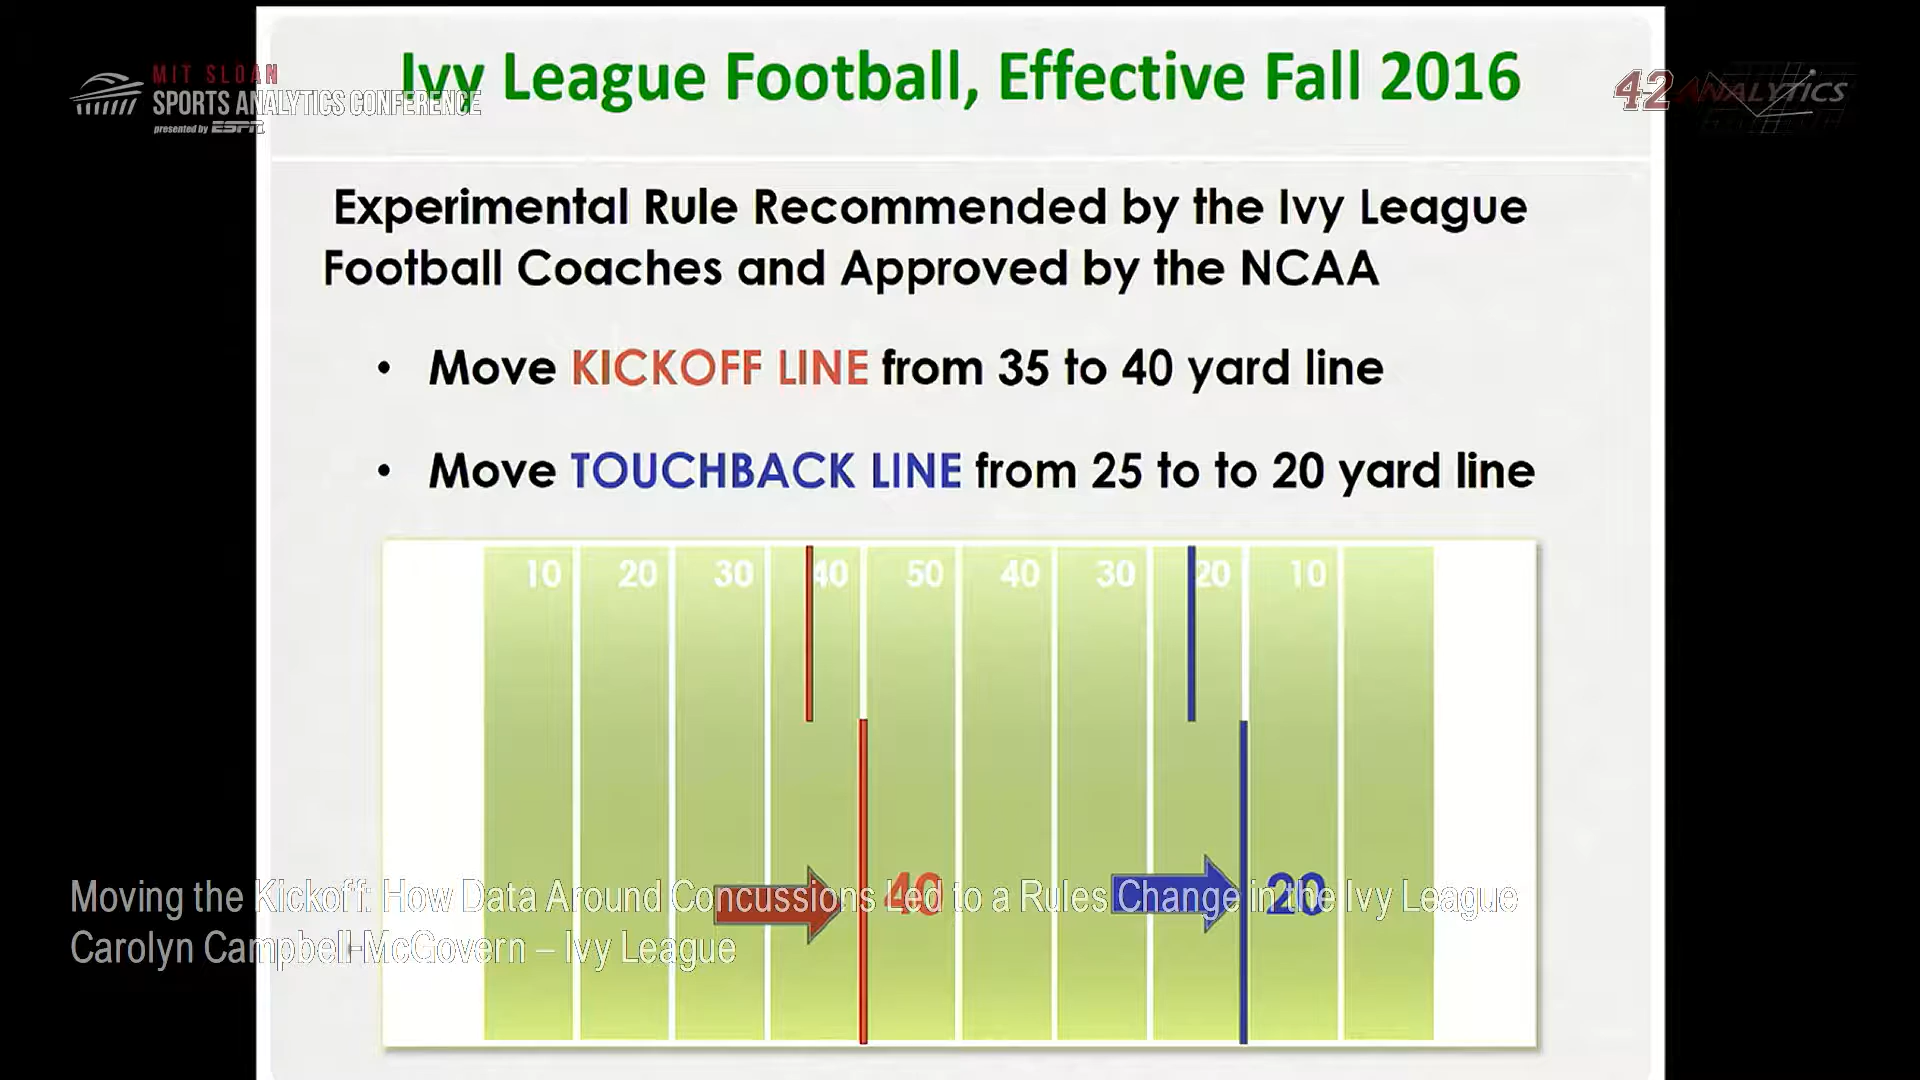 Ivy League Football, Effective Fall 2016
MIT SLOAN
SPORTS ANALYTICS CONFERENCE
presented by ESPN
42 ANALYTICS
Experimental Rule Recommended by the Ivy League
Football Coaches and Approved by the NCAA
• Move KICKOFF LINE from 35 to 40 yard line
• Move TOUCHBACK LINE from 25 to to 20 yard line
10 20 30 40 50 40 30 20 10
40 20
Moving the Kickoff: How Data Around Concussions Led to a Rules Change in the Ivy League
Carolyn Campbell-McGovern – Ivy League